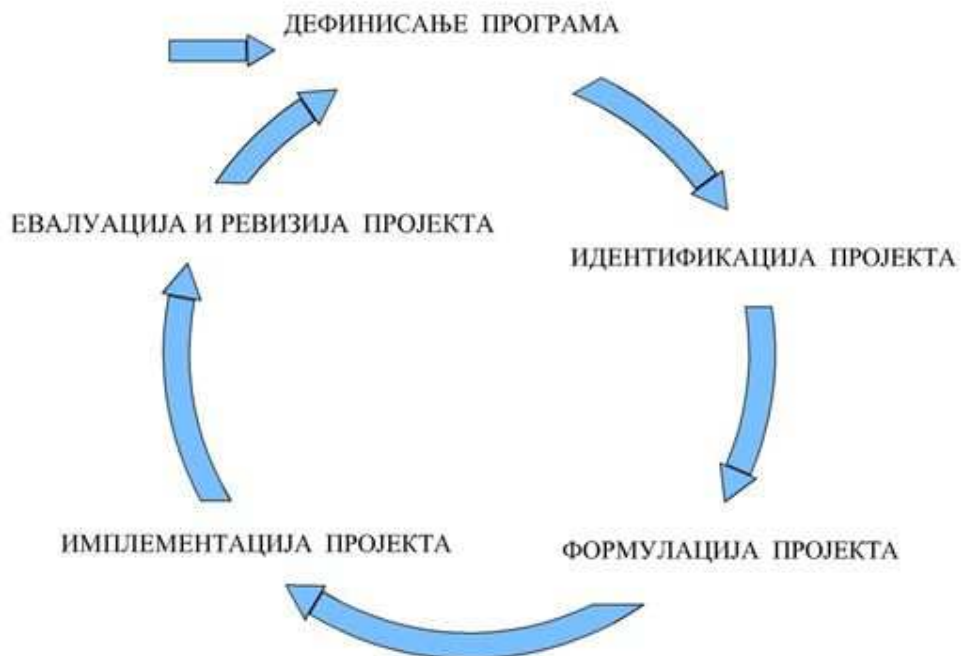 ДЕФИНИСАЊЕ ПРОГРАМА
ИДЕНТИФИКАЦИЈА ПРОЈЕКТА
ФОРМУЛАЦИЈА ПРОЈЕКТА
ИМПЛЕМЕНТАЦИЈА ПРОЈЕКТА
ЕВАЛУАЦИЈА И РЕВИЗИЈА ПРОЈЕКТА